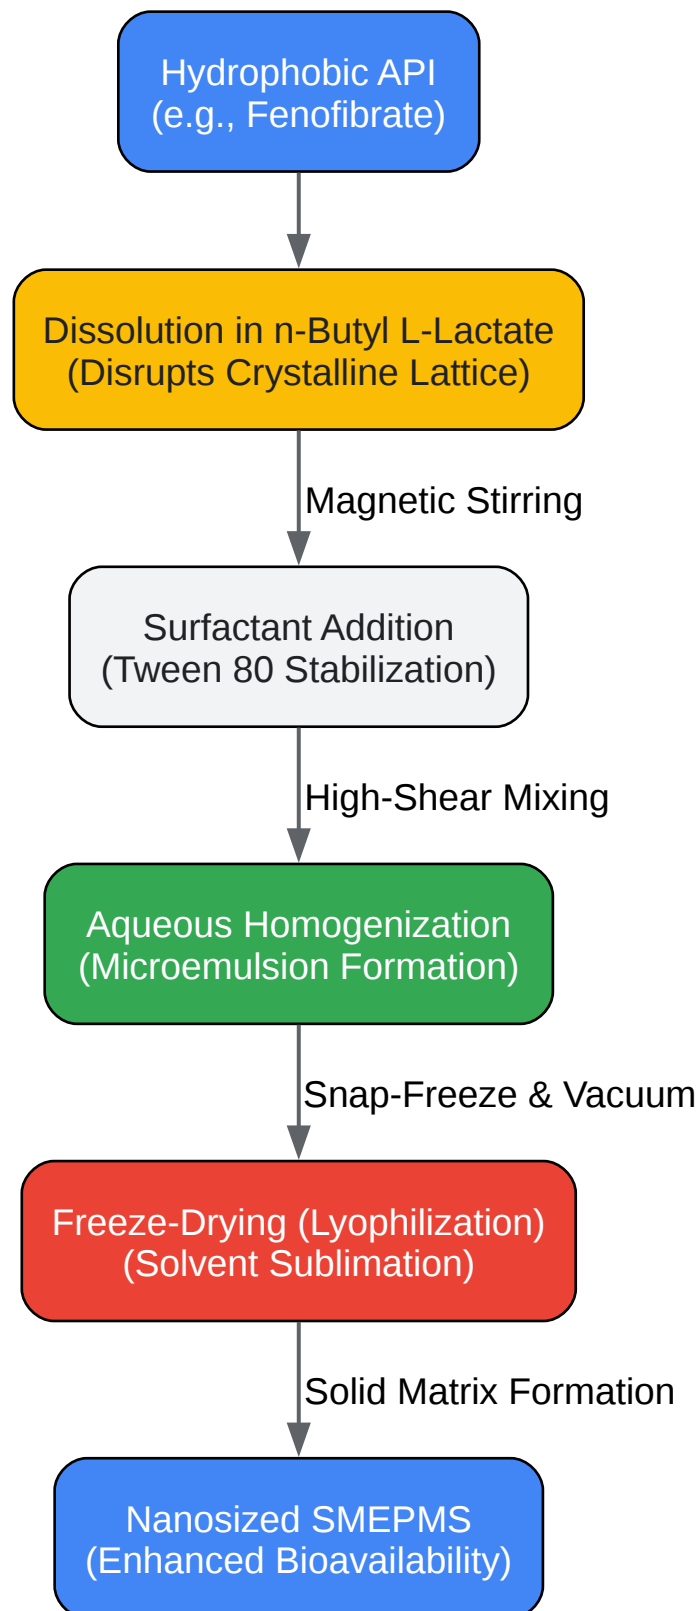 Hydrophobic API
(e.g., Fenofibrate)
Dissolution in n-Butyl L-Lactate
(Disrupts Crystalline Lattice)
Magnetic Stirring
Surfactant Addition
(Tween 80 Stabilization)
High-Shear Mixing
Aqueous Homogenization
(Microemulsion Formation)
Snap-Freeze & Vacuum
Freeze-Drying (Lyophilization)
(Solvent Sublimation)
Solid Matrix Formation
Nanosized SMEPMS
(Enhanced Bioavailability)